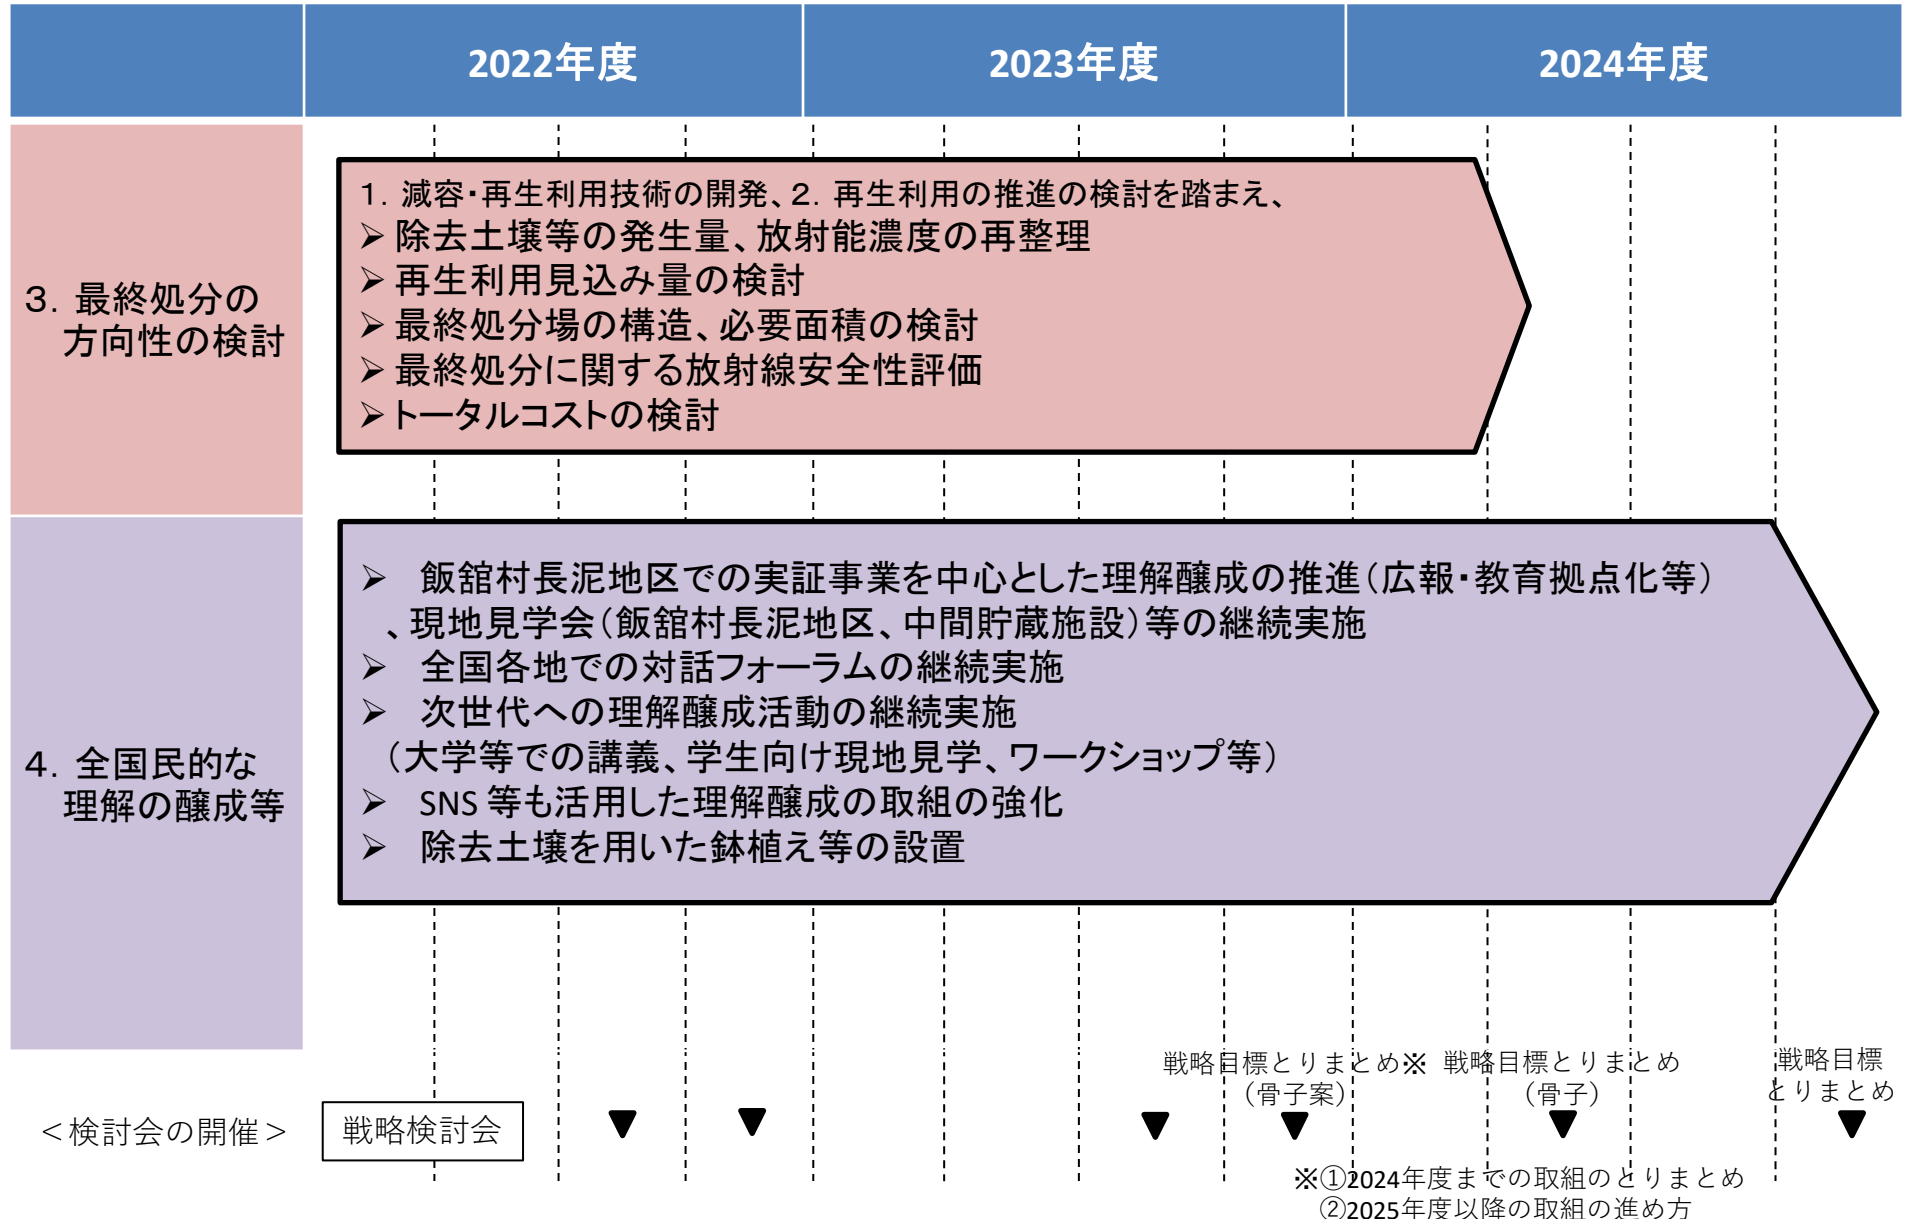 2022年度
2023年度
2024年度
3. 最終処分の
方向性の検討
1. 減容・再生利用技術の開発、2. 再生利用の推進の検討を踏まえ、
➢ 除去土壌等の発生量、放射能濃度の再整理
➢ 再生利用見込み量の検討
➢ 最終処分場の構造、必要面積の検討
➢ 最終処分に関する放射線安全性評価
➢ トータルコストの検討
4. 全国民的な
理解の醸成等
➢ 飯舘村長泥地区での実証事業を中心とした理解醸成の推進(広報・教育拠点化等)
、現地見学会(飯舘村長泥地区、中間貯蔵施設)等の継続実施
➢ 全国各地での対話フォーラムの継続実施
➢ 次世代への理解醸成活動の継続実施
(大学等での講義、学生向け現地見学、ワークショップ等)
➢ SNS 等も活用した理解醸成の取組の強化
➢ 除去土壌を用いた鉢植え等の設置
<検討会の開催>
戦略検討会
戦略目標とりまとめ※
(骨子案)
戦略目標とりまとめ
(骨子)
戦略目標
とりまとめ
※①2024年度までの取組のとりまとめ
②2025年度以降の取組の進め方